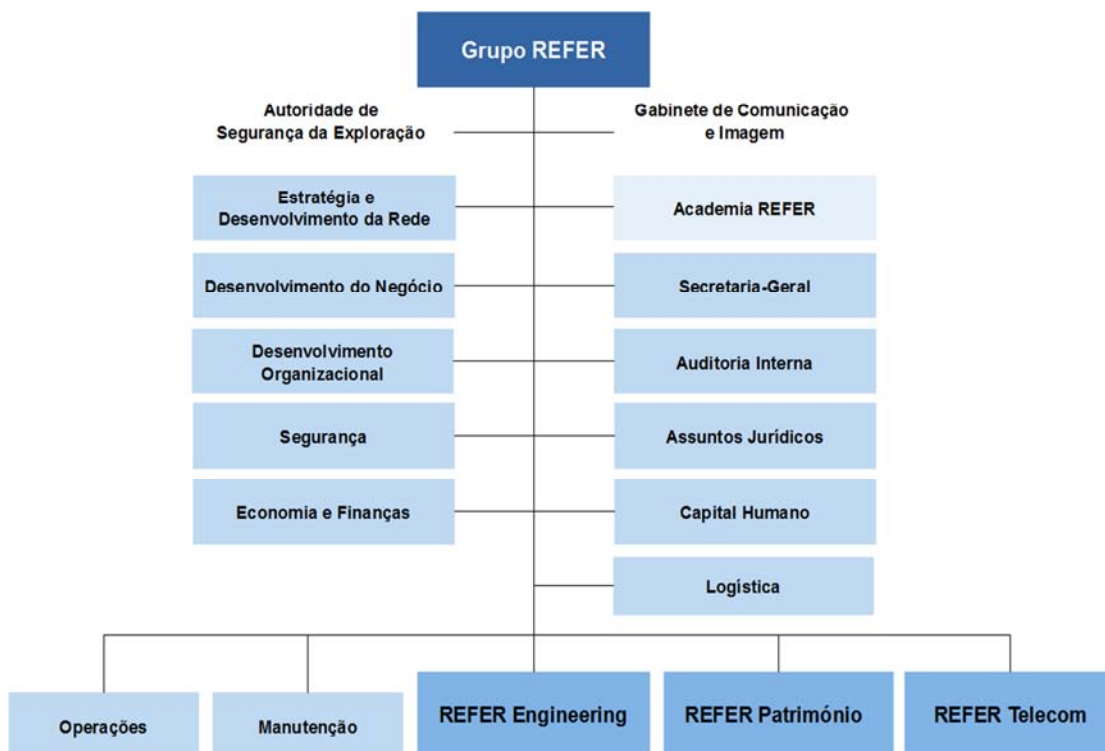 Grupo REFER
Autoridade de
Segurança da Exploração
Gabinete de Comunicação
e Imagem
Estratégia e
Desenvolvimento da Rede
Academia REFER
Desenvolvimento do Negócio
Secretaria-Geral
Desenvolvimento
Organizacional
Auditoria Interna
Segurança
Assuntos Jurídicos
Economia e Finanças
Capital Humano
Logística
Operações
Manutenção
REFER Engineering
REFER Património
REFER Telecom